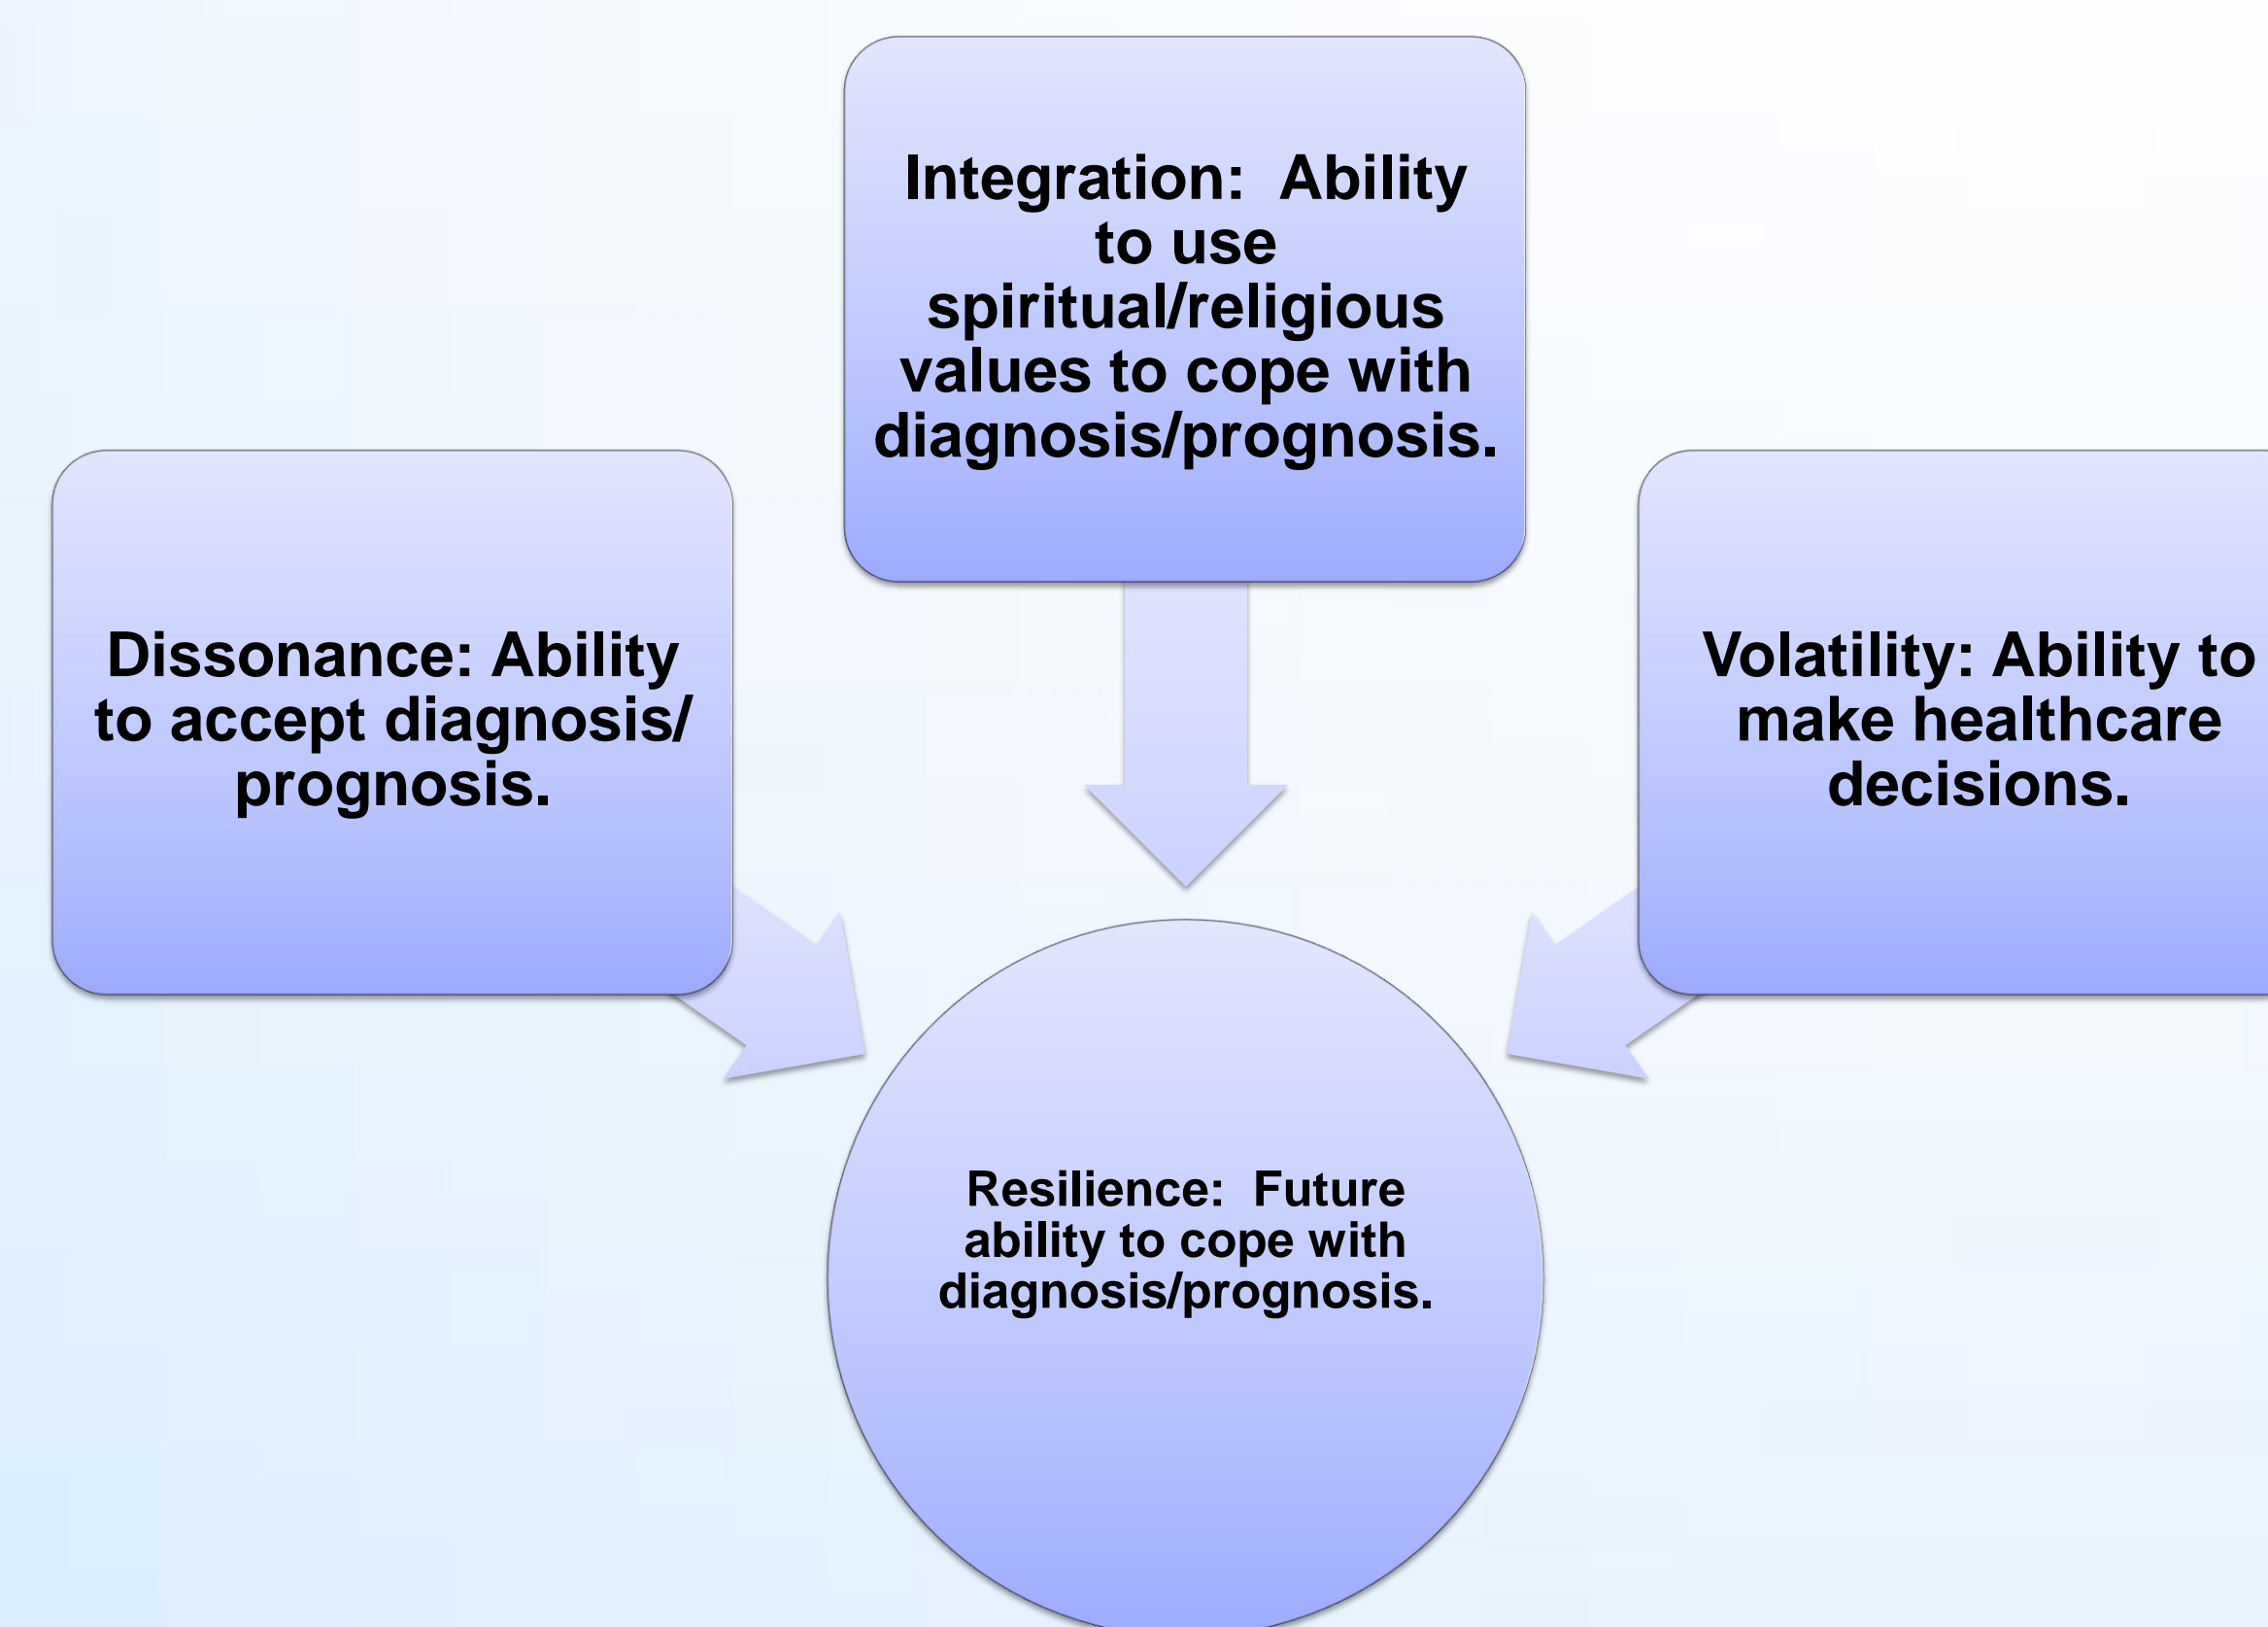 Integration:  Ability
to use
spiritual/religious
values to cope with
diagnosis/prognosis.
Dissonance: Ability
to accept diagnosis/
prognosis.
Volatility: Ability to
make healthcare
decisions.
Resilience:  Future
ability to cope with
diagnosis/prognosis.